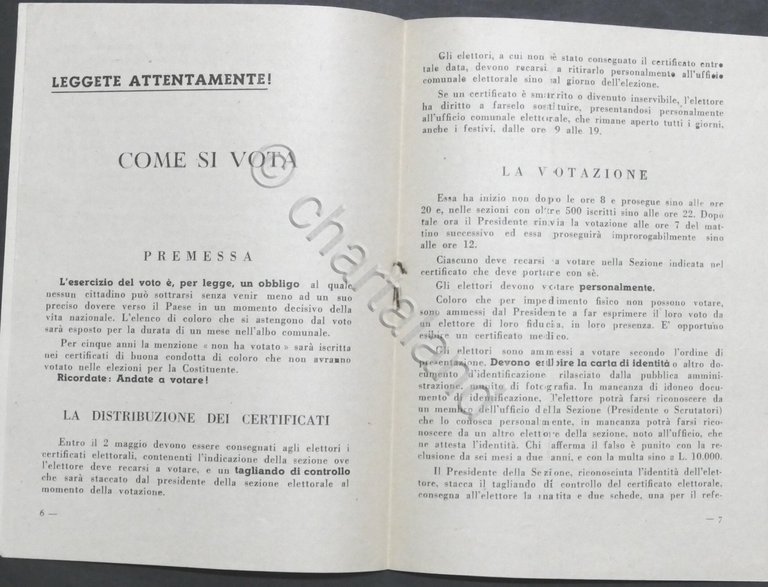 LEGGETE ATTENTAMENTE!
COME SI VOTA
PREMESSA
L'esercizio del voto è, per legge, un obbligo al quale
nessun cittadino può sottrarsi senza venir meno ad un suo
preciso dovere verso il Paese in un momento decisivo della
vita nazionale. L'elenco di coloro che si astengono dal voto
sarà esposto per la durata di un mese nell'albo comunale.
Per cinque anni la menzione « non ha votato » sarà iscritta
nei certificati di buona condotta di coloro che non avranno
votato nelle elezioni per la Costituente.
Ricordate: Andate a votare!
LA DISTRIBUZIONE DEI CERTIFICATI
Entro il 2 maggio devono essere consegnati agli elettori i
certificati elettorali, contenenti l'indicazione della sezione ove
l'elettore deve recarsi a votare, e un tagliando di controllo
che sarà staccato dal presidente della sezione elettorale al
momento della votazione.
6 —
Gli elettori, a cui non è stato consegnato il certificato entro
tale data, devono recarsi a ritirarlo personalmente all'ufficio
comunale elettorale sino al giorno dell'elezione.
Se un certificato è smarrito o divenuto inservibile, l'elettore
ha diritto a farselo sostituire, presentandosi personalmente
all'ufficio comunale elettorale, che rimane aperto tutti i giorni,
anche i festivi, dalle ore 9 alle 19.
LA VOTAZIONE
Essa ha inizio non dopo le ore 8 e prosegue sino alle ore
20 e, nelle sezioni con oltre 500 iscritti sino alle ore 22. Dopo
tale ora il Presidente rinvia la votazione alle ore 7 del mat-
tino successivo ed essa proseguirà improrogabilmente sino
alle ore 12.
Ciascuno deve recarsi a votare nella Sezione indicata nel
certificato che deve portare con sè.
Gli elettori devono votare personalmente.
Coloro che per impedimento fisico non possono votare,
sono ammessi dal Presidente a far esprimere il loro voto da
un elettore di loro fiducia, in loro presenza. E' opportuno
esibire un certificato medico.
Gli elettori sono ammessi a votare secondo l'ordine di
presentazione. Devono esibire la carta di identità o altro do-
cumento d'identificazione rilasciato dalla pubblica ammini-
strazione, munito di fotografia. In mancanza di idoneo docum-
mento d'identificazione, l'elettore potrà farsi riconoscere da
un membro dell'ufficio della Sezione (Presidente o Scrutatori)
che lo conosca personalmente, in mancanza potrà farsi rico-
noscere da un altro elettore della sezione, noto all'ufficio, che
ne attesta l'identità. Chi afferma il falso è punito con la re-
clusione da sei mesi a due anni, e con la multa sino a L. 10.000.
Il Presidente della Sezione, riconosciuta l'identità dell'elet-
tore, stacca il tagliando di controllo del certificato elettorale,
consegna all'elettore la matita e due schede, una per il refe-
— 7
© chartaland